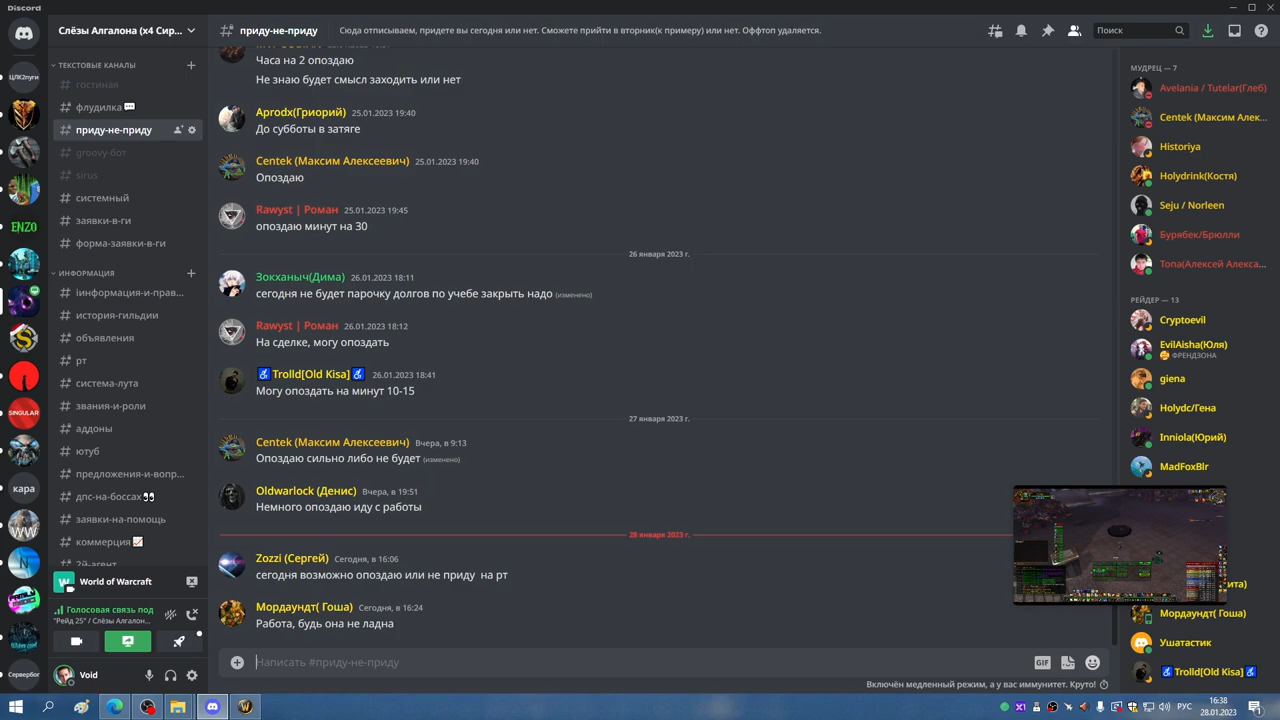 Discord
Слёзы Алгалона (x4 Сир...
приду-не-приду
Сюда отписываем, придете вы сегодня или нет. Сможете прийти в вторник(к примеру) или нет. Оффтоп удаляется.
Поиск
ЦЛК2пуги
ENZO
SINGULAR
кара
WW
Сервербог
ТЕКСТОВЫЕ КАНАЛЫ
гостиная
флудилка💬
приду-не-приду
groovy-бот
sirus
системный
заявки-в-ги
форма-заявки-в-ги
ИНФОРМАЦИЯ
іинформация-и-прав...
история-гильдии
объявления
рт
система-лута
звания-и-роли
аддоны
ютуб
предложения-и-вопр...
дпс-на-боссах👀
заявки-на-помощь
коммерция📈
2й-агент
World of Warcraft
Голосовая связь под
"Рейд 25" / Слёзы Алгалон...
Void
Часа на 2 опоздаю
Не знаю будет смысл заходить или нет
Aprodx(Гриорий) 25.01.2023 19:40
До субботы в затяге
Centek (Максим Алексеевич) 25.01.2023 19:40
Опоздаю
Rawyst | Роман 25.01.2023 19:45
опоздаю минут на 30
26 января 2023 г.
Зокханыч(Дима) 26.01.2023 18:11
сегодня не будет парочку долгов по учебе закрыть надо (изменено)
Rawyst | Роман 26.01.2023 18:12
На сделке, могу опоздать
♿Trolld[Old Kisa]♿ 26.01.2023 18:41
Могу опоздать на минут 10-15
27 января 2023 г.
Centek (Максим Алексеевич) Вчера, в 9:13
Опоздаю сильно либо не будет (изменено)
Oldwarlock (Денис) Вчера, в 19:51
Немного опоздаю иду с работы
28 января 2023 г.
Zozzi (Сергей) Сегодня, в 16:06
сегодня возможно опоздаю или не приду на рт
Мордаундт( Гоша) Сегодня, в 16:24
Работа, будь она не ладна
Написать #приду-не-приду
GIF
Включён медленный режим, а у вас иммунитет. Круто!
МУДРЕЦ — 7
Avelania / Tutelar(Глеб)
Centek (Максим Алек...
Historiya
Holydrink(Костя)
Seju / Norleen
Бурябек/Брюлли
Топа(Алексей Алекса...
РЕЙДЕР — 13
Cryptoevil
EvilAisha(Юля)
ФРЕНДЗОНА
giena
Holydc/Гена
Inniola(Юрий)
MadFoxBlr
ита)
Мордаундт( Гоша)
Ушатастик
♿Trolld[Old Kisa]♿
РУС
16:38
28.01.2023
1